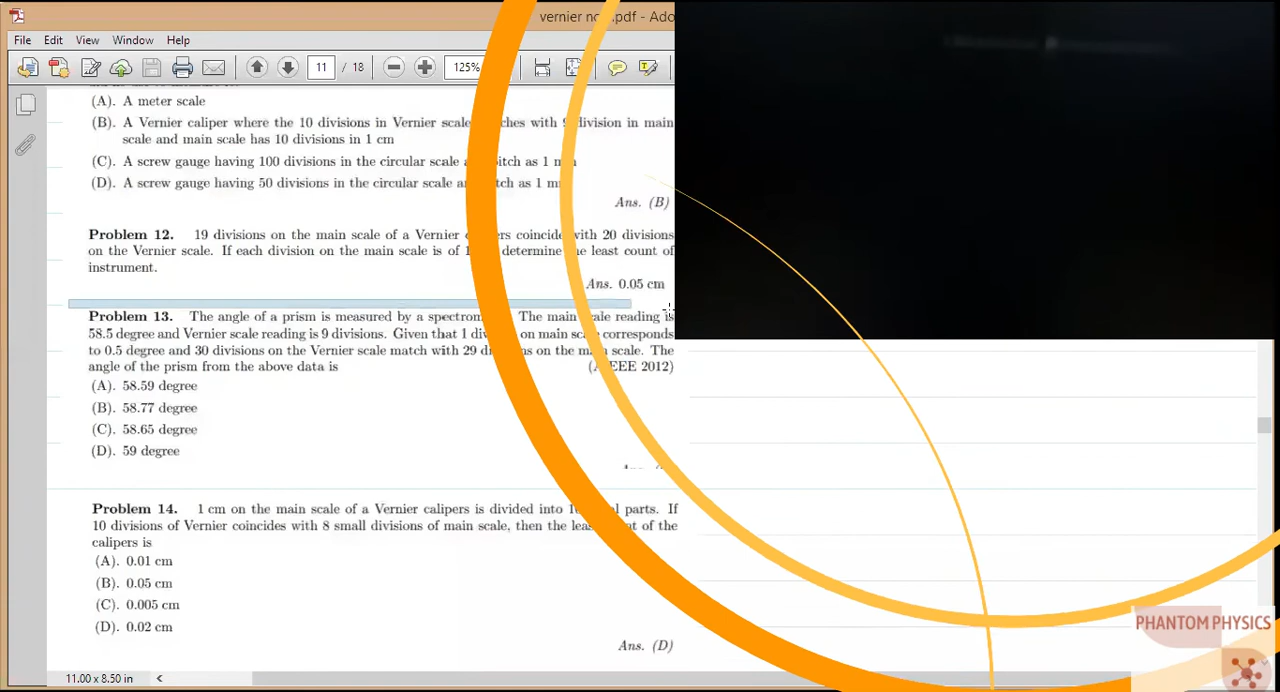 vernier no .pdf - Ado
File Edit View Window Help
11 / 18 125%
(A). A meter scale
(B). A Vernier caliper where the 10 divisions in Vernier scale ches with 9 division in main
scale and main scale has 10 divisions in 1 cm
(C). A screw gauge having 100 divisions in the circular scale a itch as 1 m
(D). A screw gauge having 50 divisions in the circular scale a tch as 1 m
Ans. (B)
Problem 12. 19 divisions on the main scale of a Vernier c rs coincide with 20 divisions
on the Vernier scale. If each division on the main scale is of 1 determine he least count of
instrument.
Ans. 0.05 cm
Problem 13. The angle of a prism is measured by a spectrom The main scale reading is
58.5 degree and Vernier scale reading is 9 divisions. Given that 1 div on main sca corresponds
to 0.5 degree and 30 divisions on the Vernier scale match with 29 d ns on the ma scale. The
angle of the prism from the above data is (A EEE 2012)
(A). 58.59 degree
(B). 58.77 degree
(C). 58.65 degree
(D). 59 degree
Problem 14. 1 cm on the main scale of a Vernier calipers is divided into 1 l parts. If
10 divisions of Vernier coincides with 8 small divisions of main scale, then the leas t of the
calipers is
(A). 0.01 cm
(B). 0.05 cm
(C). 0.005 cm
(D). 0.02 cm
Ans. (D)
PHANTOM PHYSICS
11.00 x 8.50 in